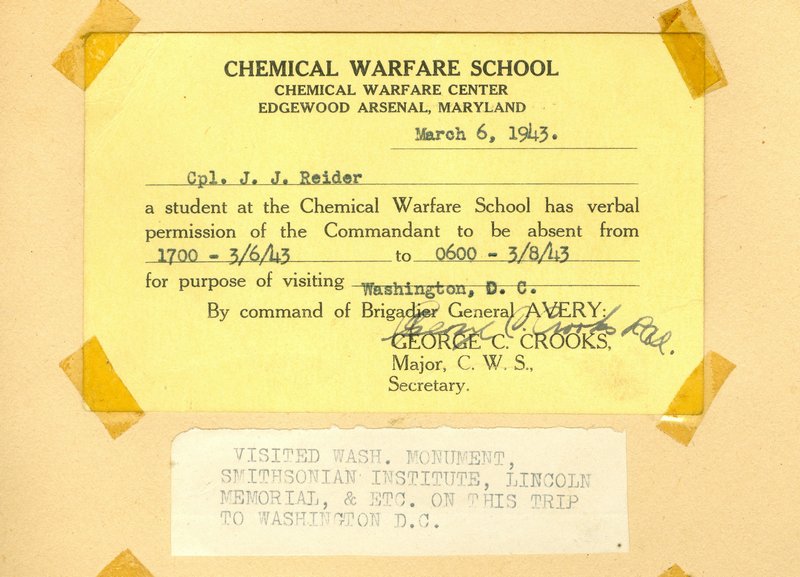 CHEMICAL WARFARE SCHOOL
CHEMICAL WARFARE CENTER
EDGEWOOD ARSENAL, MARYLAND
March 6, 1943.
Cpl. J. J. Reider
a student at the Chemical Warfare School has verbal
permission of the Commandant to be absent from
1700 - 3/6/43 to 0600 - 3/8/43
for purpose of visiting Washington, D. C.
By command of Brigadier General AVERY:
George C. Crooks
GEORGE C. CROOKS,
Major, C. W. S.,
Secretary.
VISITED WASH. MONUMENT,
SMITHSONIAN INSTITUTE, LINCOLN
MEMORIAL, & ETC. ON THIS TRIP
TO WASHINGTON D.C.